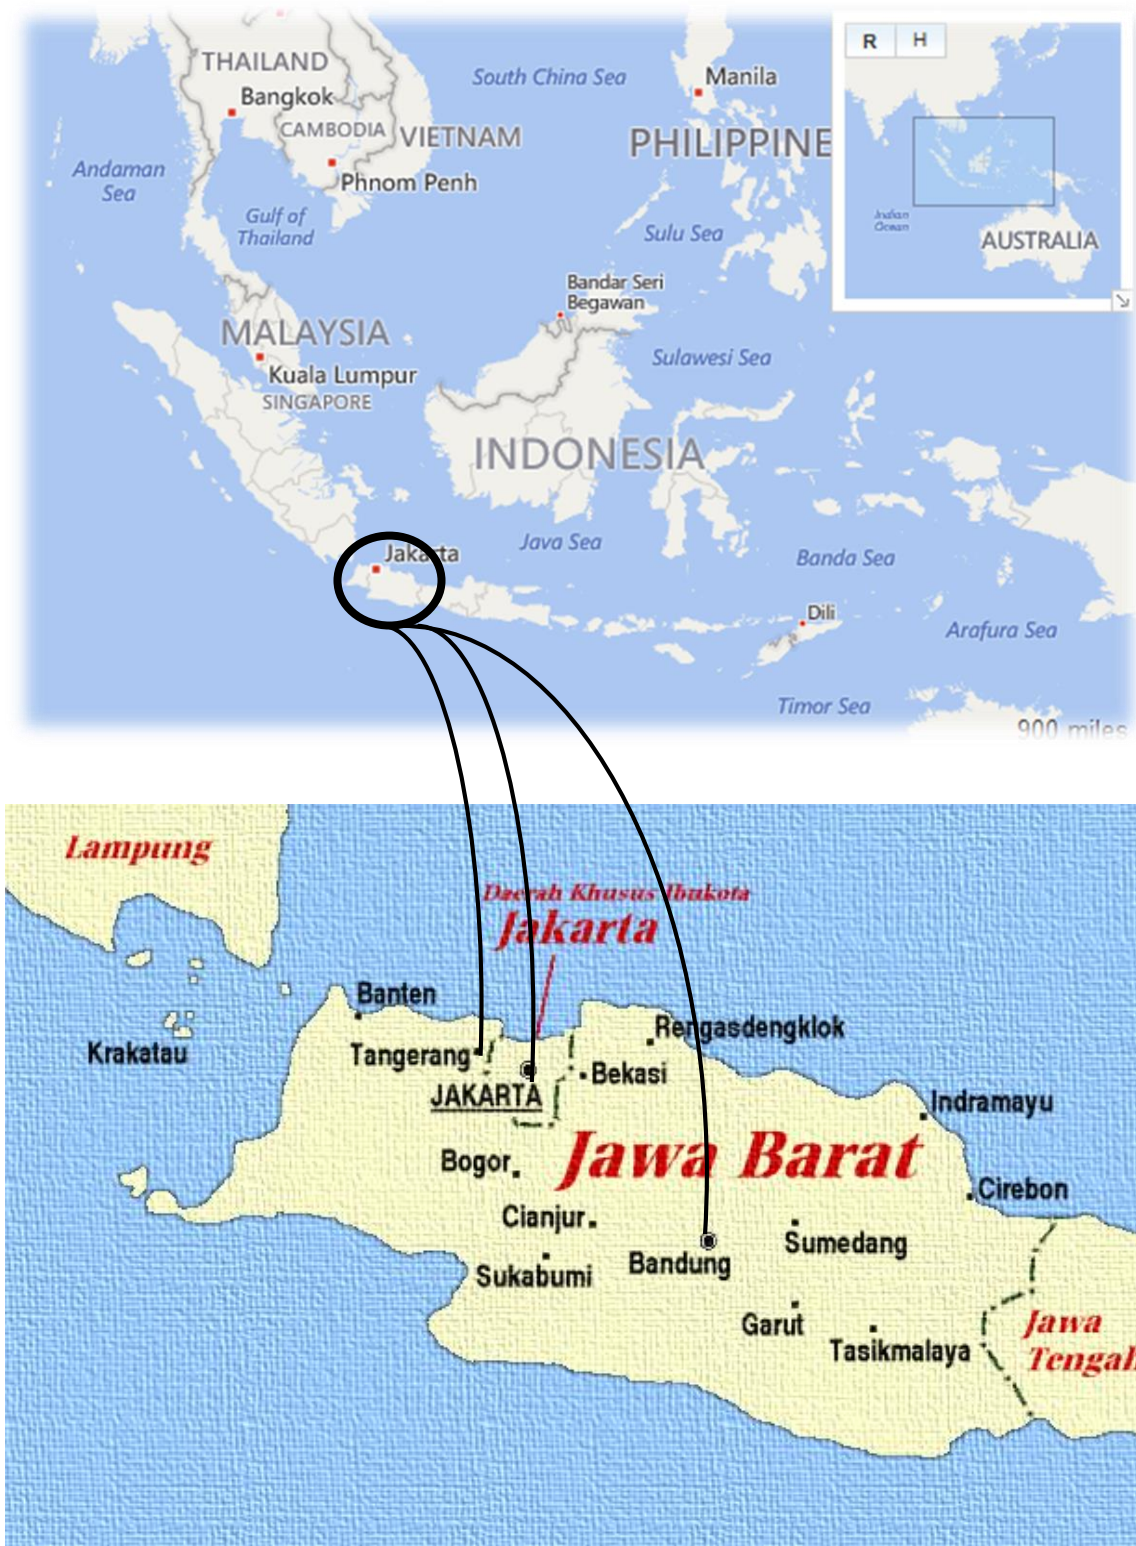 THAILAND
Bangkok
CAMBODIA
VIETNAM
Phnom Penh
Andaman
Sea
Gulf of
Thailand
South China Sea
Manila
PHILIPPINE
Sulu Sea
R H
Indian
Ocean
AUSTRALIA
Bandar Seri
Begawan
MALAYSIA
Kuala Lumpur
SINGAPORE
Sulawesi Sea
INDONESIA
Jakarta
Java Sea
Banda Sea
Dili
Arafura Sea
Timor Sea
900 miles
Lampung
Daerah Khusus Ibukota
Jakarta
Banten
Krakatau
Tangerang
Rengasdengklok
JAKARTA
Bekasi
Indramayu
Bogor
Jawa Barat
Cirebon
Cianjur
Sumedang
Sukabumi
Bandung
Garut
Tasikmalaya
Jawa
Tengah